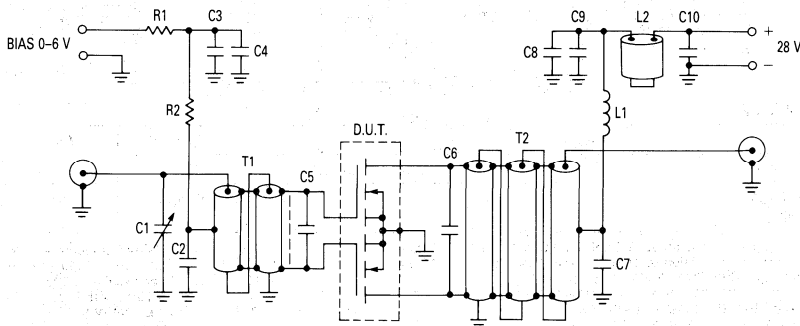 R1
C3
C9
L2
C10
+
BIAS 0–6 V
C4
C8
28 V
–
R2
L1
D.U.T.
T1
C5
C6
T2
C1
C2
C7